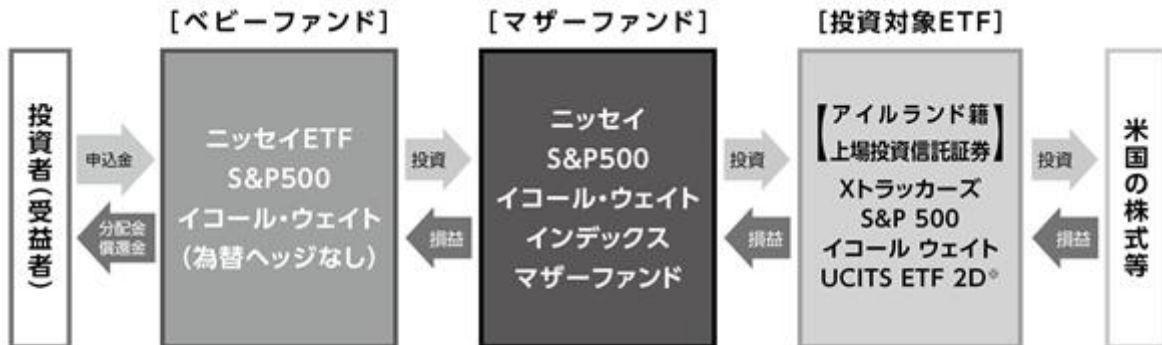 [ベビーファンド]
[マザーファンド]
[投資対象ETF]
投資者(受益者)
申込金
分配金
償還金
ニッセイETF
S&P500
イコール・ウェイト
(為替ヘッジなし)
投資
損益
ニッセイ
S&P500
イコール・ウェイト
インデックス
マザーファンド
投資
損益
【アイルランド籍
上場投資信託証券】
Xトラッカーズ
S&P 500
イコール ウェイト
UCITS ETF 2D※
投資
損益
米国の株式等